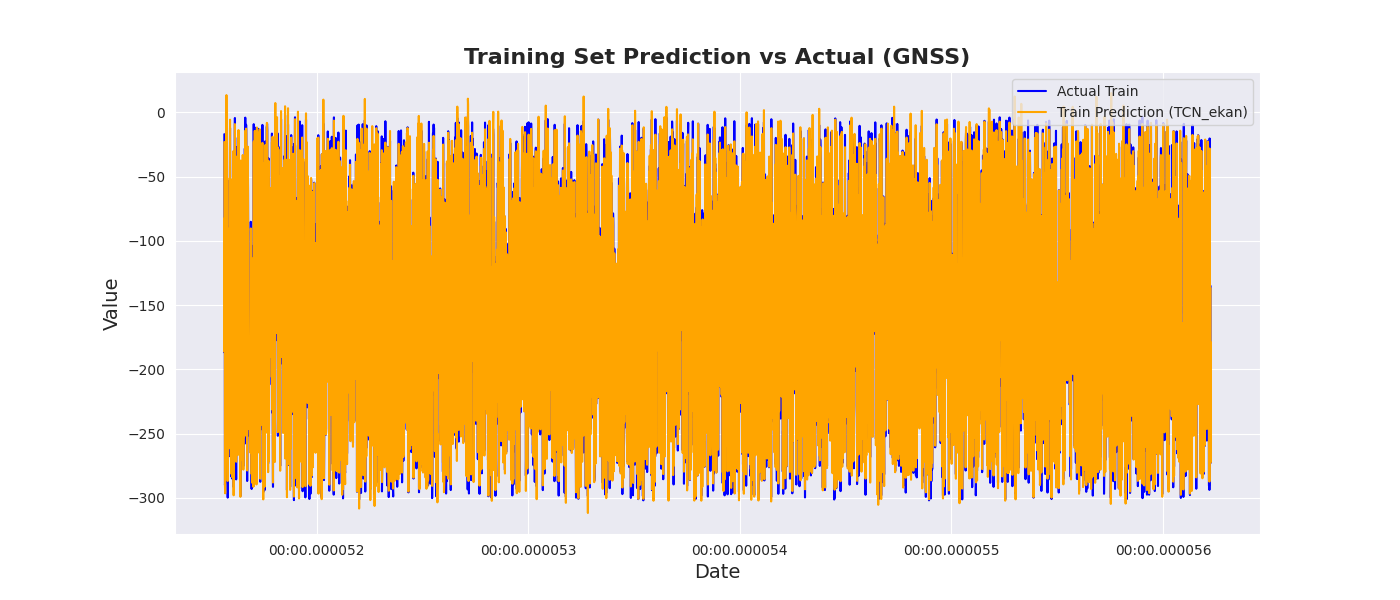 Training Set Prediction vs Actual (GNSS)
Actual Train
Train Prediction (TCN_ekan)
Value
0
−50
−100
−150
−200
−250
−300
00:00.000052
00:00.000053
00:00.000054
00:00.000055
00:00.000056
Date